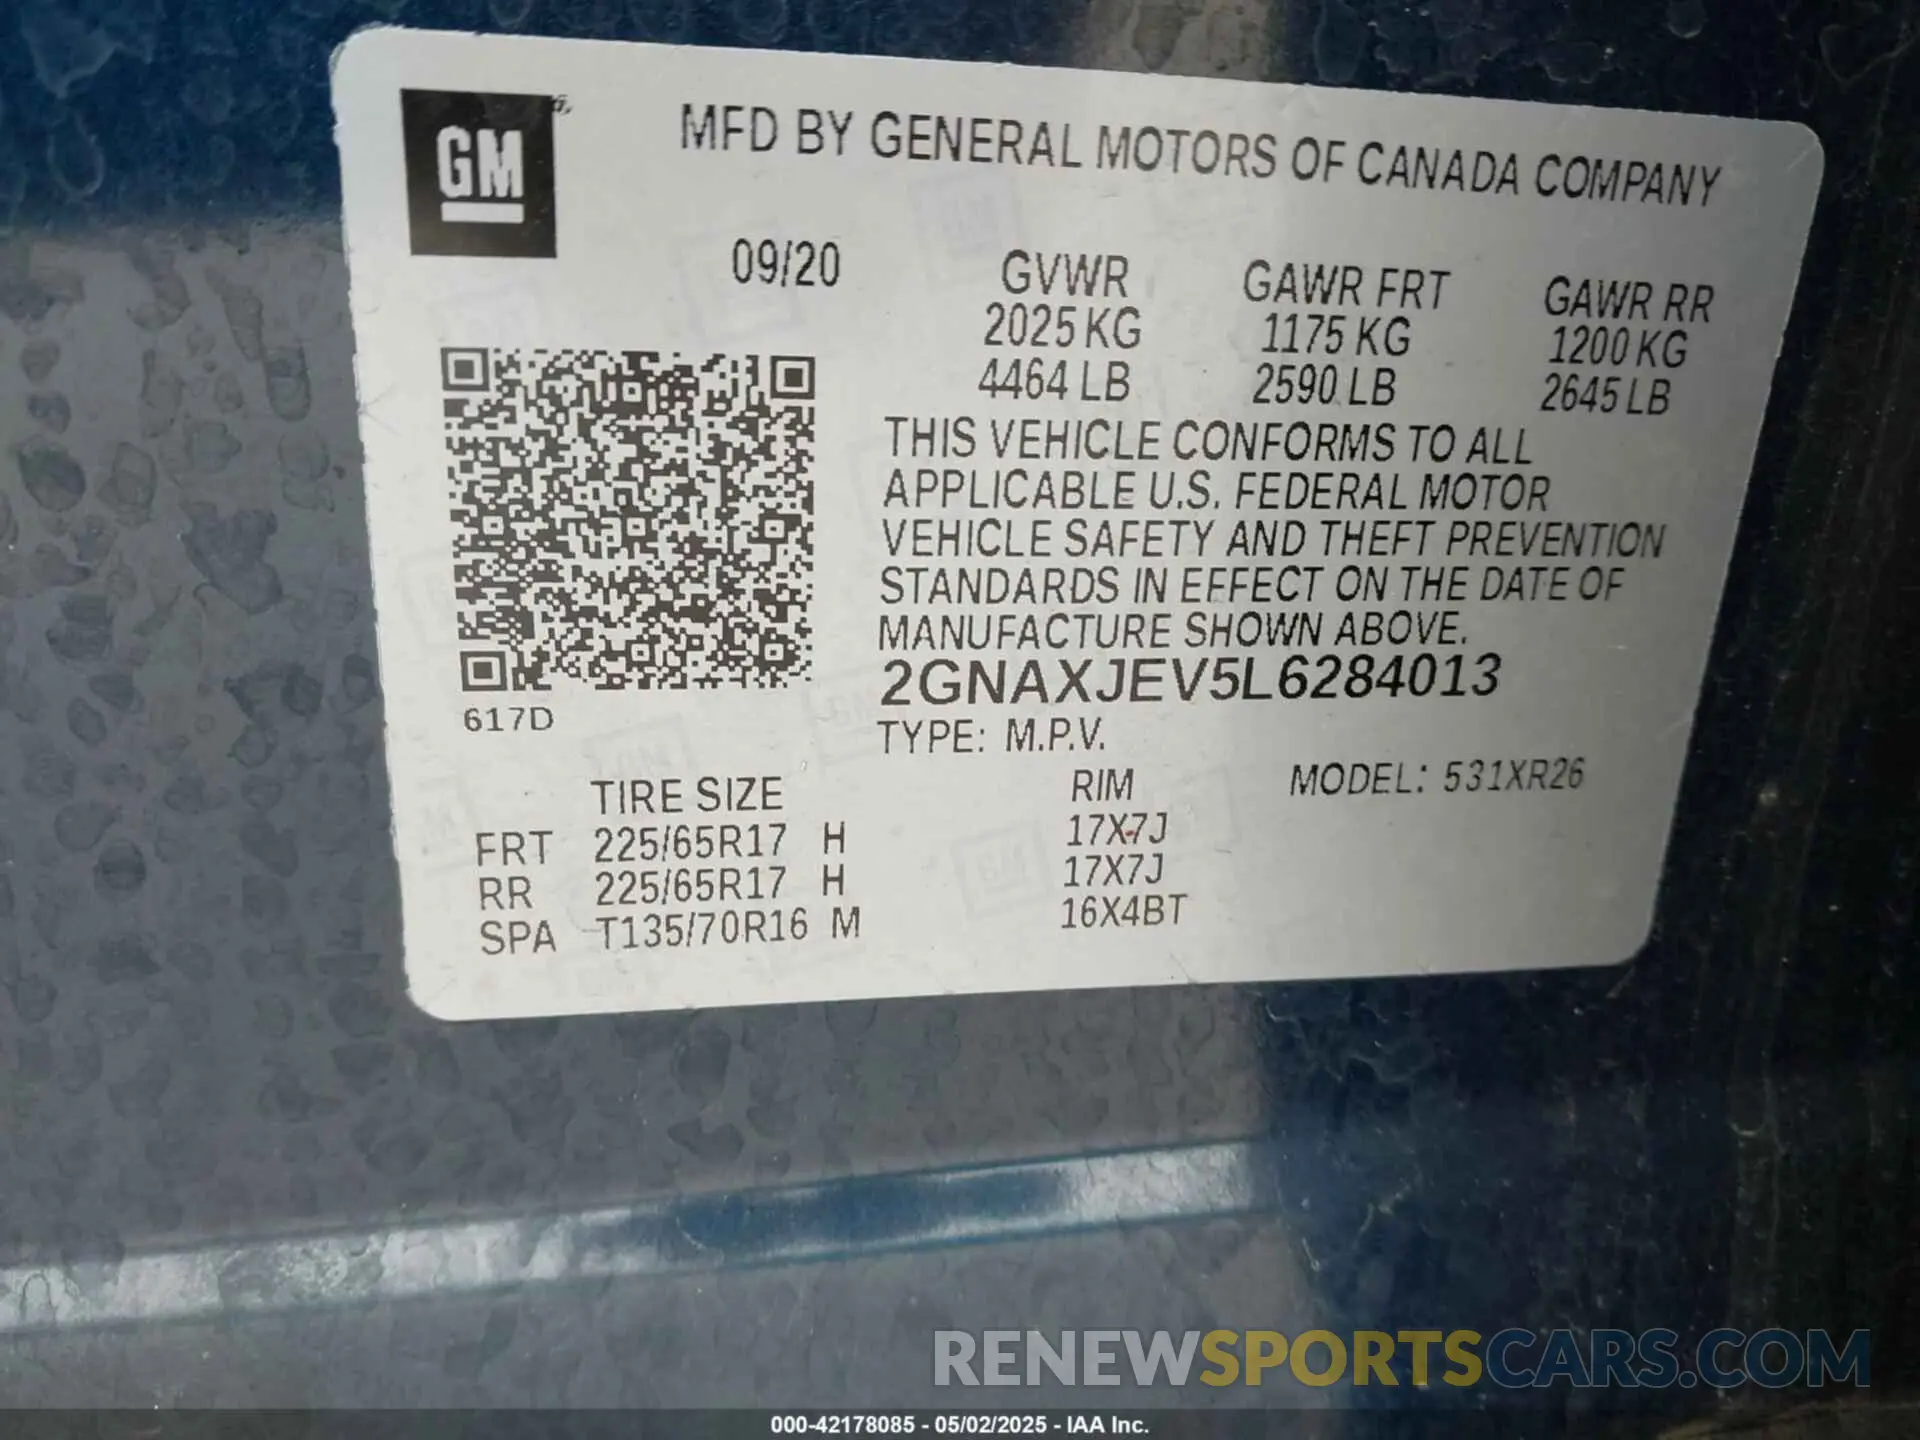 GM
MFD BY GENERAL MOTORS OF CANADA COMPANY
09/20
GVWR
2025 KG
4464 LB
GAWR FRT
1175 KG
2590 LB
GAWR RR
1200 KG
2645 LB
THIS VEHICLE CONFORMS TO ALL
APPLICABLE U.S. FEDERAL MOTOR
VEHICLE SAFETY AND THEFT PREVENTION
STANDARDS IN EFFECT ON THE DATE OF
MANUFACTURE SHOWN ABOVE.
2GNAXJEV5L6284013
617D
TYPE: M.P.V.
MODEL: 531XR26
TIRE SIZE RIM
FRT 225/65R17 H 17X7J
RR 225/65R17 H 17X7J
SPA T135/70R16 M 16X4BT
RENEWSPORTSCARS.COM
000-42178085 - 05/02/2025 - IAA Inc.